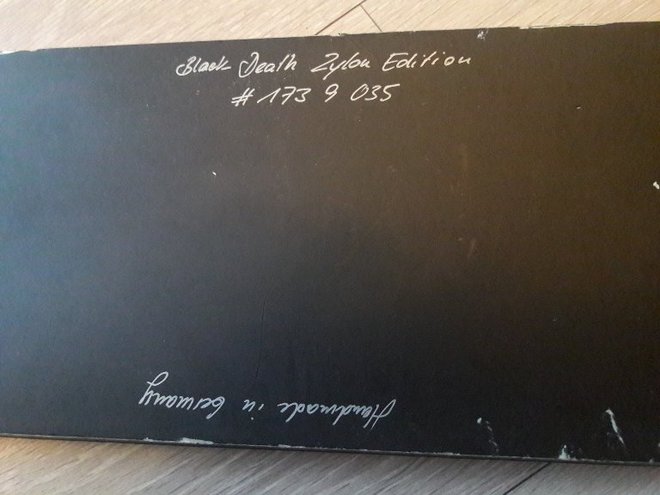 Black Death Zylon Edition
# 173 9 035
Handmade in Germany